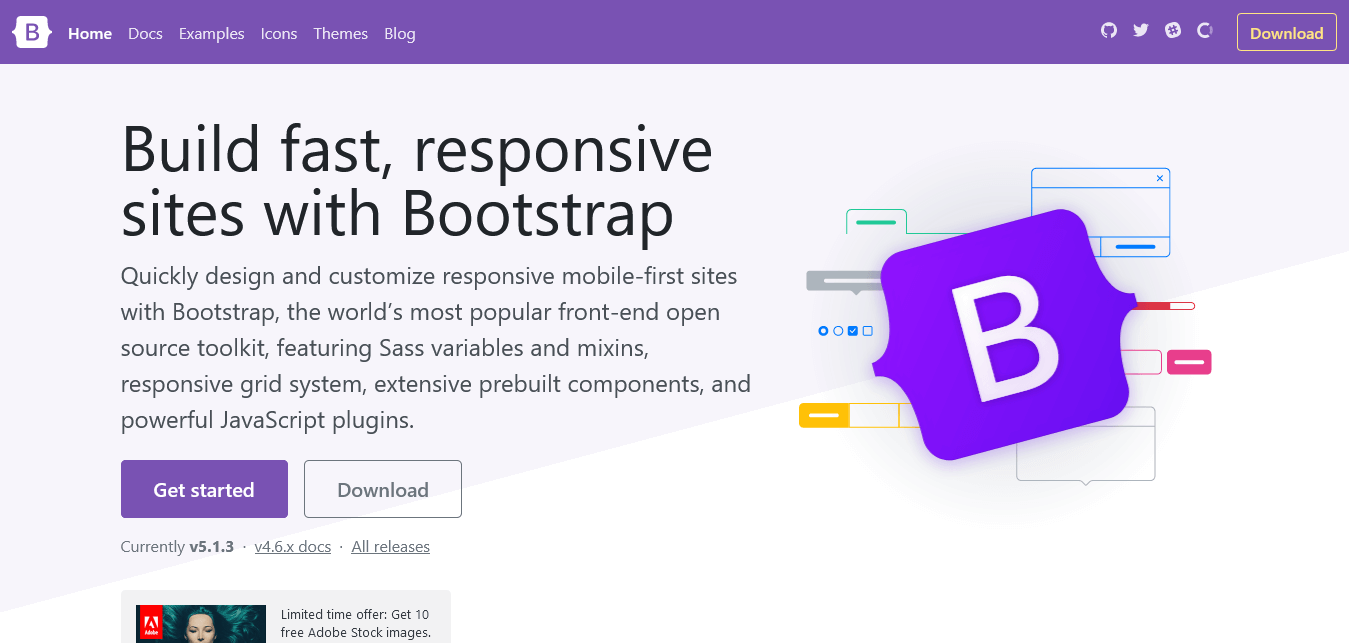 B Home Docs Examples Icons Themes Blog Download
Build fast, responsive
sites with Bootstrap
Quickly design and customize responsive mobile-first sites
with Bootstrap, the world’s most popular front-end open
source toolkit, featuring Sass variables and mixins,
responsive grid system, extensive prebuilt components, and
powerful JavaScript plugins.
Get started Download
Currently v5.1.3 · v4.6.x docs · All releases
B
Adobe
Limited time offer: Get 10
free Adobe Stock images.